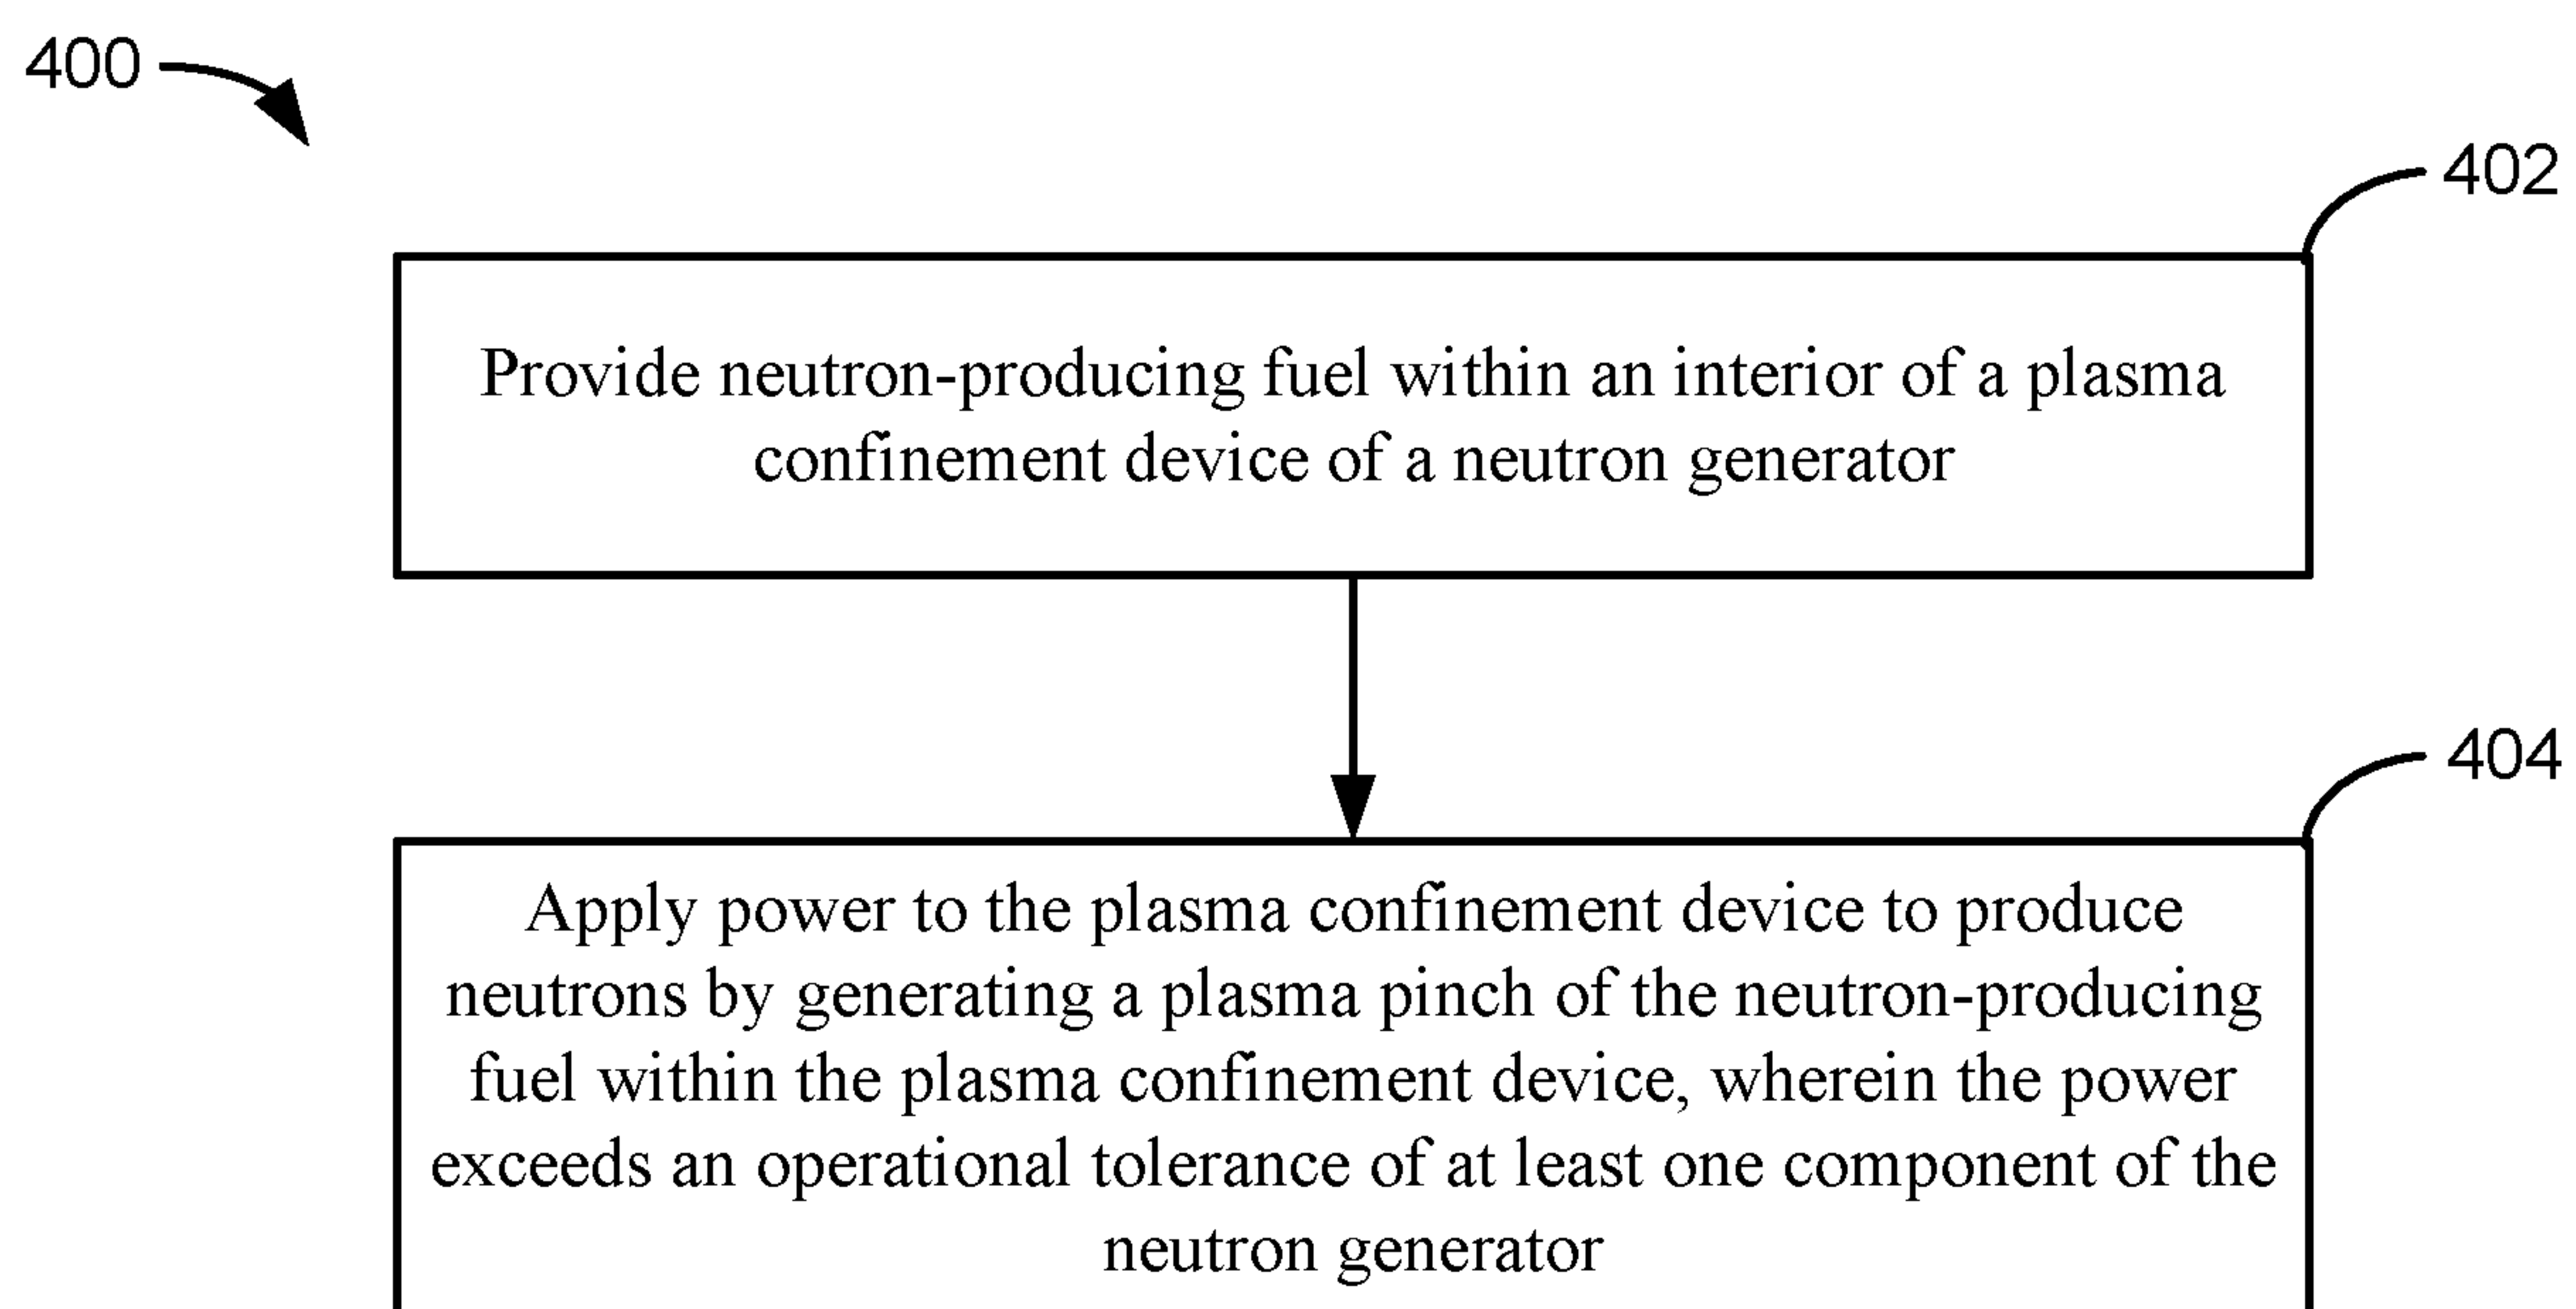 400
402
Provide neutron-producing fuel within an interior of a plasma
confinement device of a neutron generator
404
Apply power to the plasma confinement device to produce
neutrons by generating a plasma pinch of the neutron-producing
fuel within the plasma confinement device, wherein the power
exceeds an operational tolerance of at least one component of the
neutron generator